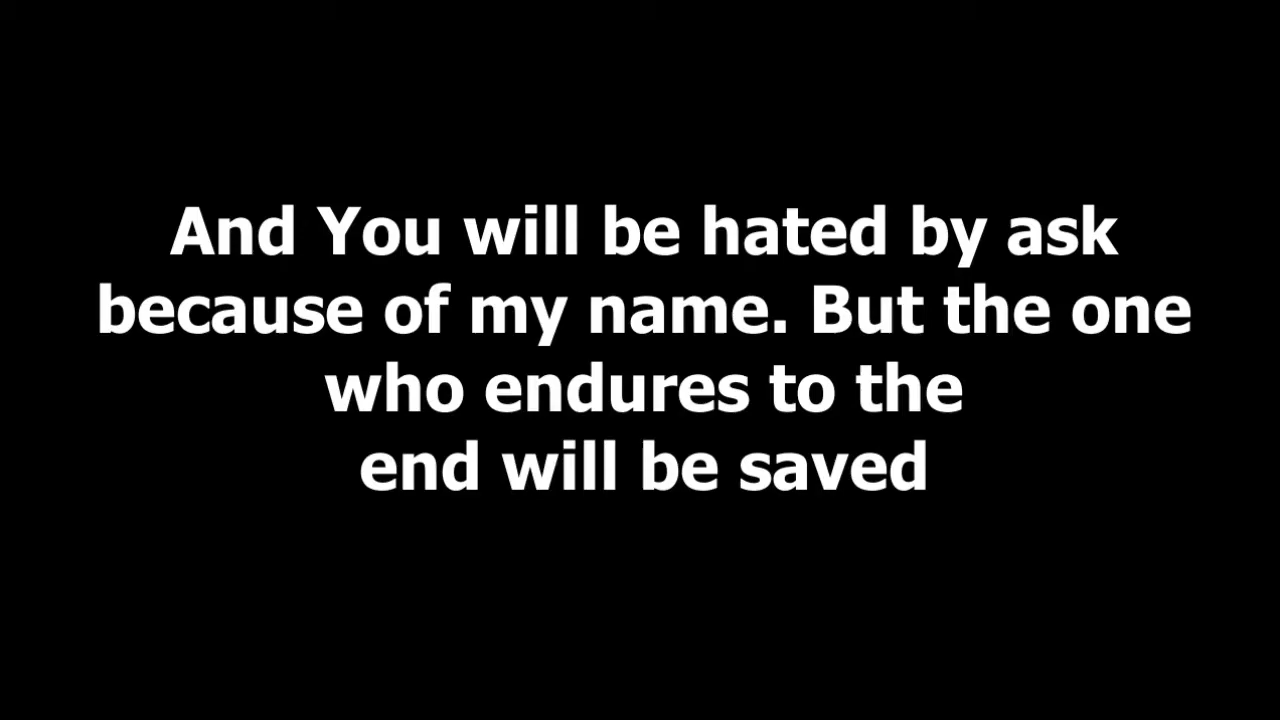 And You will be hated by ask
because of my name. But the one
who endures to the
end will be saved